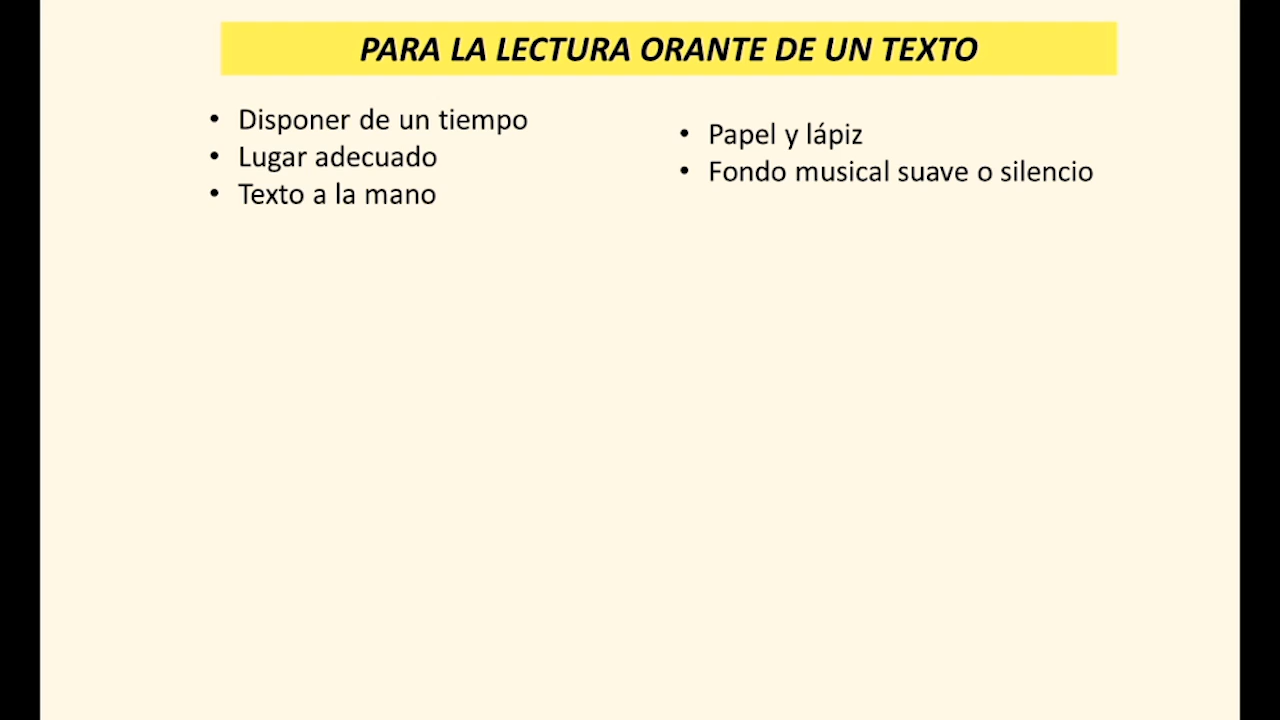 PARA LA LECTURA ORANTE DE UN TEXTO
• Disponer de un tiempo
• Lugar adecuado
• Texto a la mano
• Papel y lápiz
• Fondo musical suave o silencio